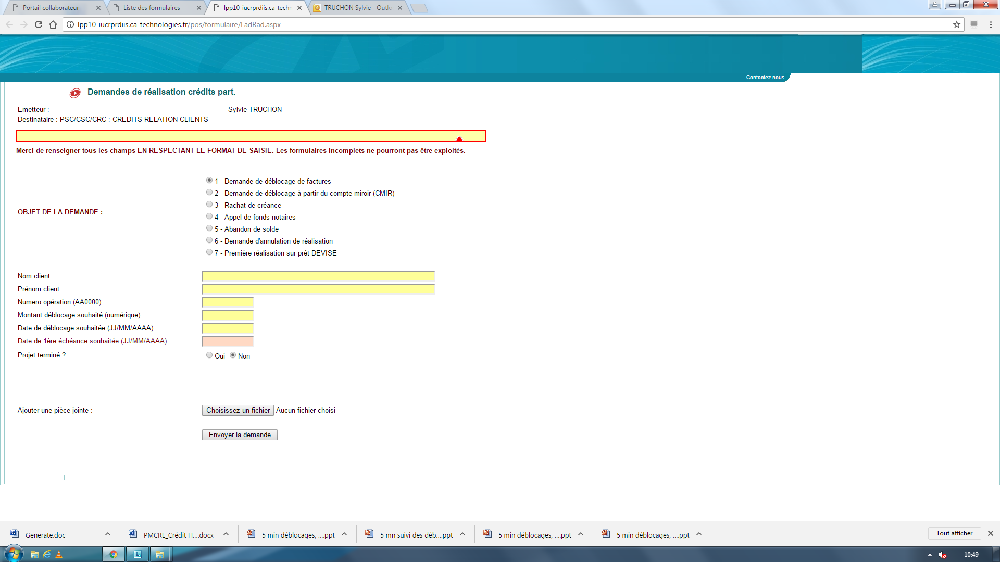 Portail collaborateur
Liste des formulaires
lpp10-iucrprdiis.ca-techn
TRUCHON Sylvie - Outlo
lpp10-iucrprdiis.ca-technologies.fr/pos/formulaire/LadRad.aspx
Contactez-nous
Demandes de réalisation crédits part.
Emetteur : Sylvie TRUCHON
Destinataire : PSC/CSC/CRC : CREDITS RELATION CLIENTS
Merci de renseigner tous les champs EN RESPECTANT LE FORMAT DE SAISIE. Les formulaires incomplets ne pourront pas être exploités.
OBJET DE LA DEMANDE :
1 - Demande de déblocage de factures
2 - Demande de déblocage à partir du compte miroir (CMIR)
3 - Rachat de créance
4 - Appel de fonds notaires
5 - Abandon de solde
6 - Demande d'annulation de réalisation
7 - Première réalisation sur prêt DEVISE
Nom client :
Prénom client :
Numero opération (AA0000) :
Montant déblocage souhaité (numérique) :
Date de déblocage souhaitée (JJ/MM/AAAA) :
Date de 1ère échéance souhaitée (JJ/MM/AAAA) :
Projet terminé ? Oui Non
Ajouter une pièce jointe : Choisissez un fichier Aucun fichier choisi
Envoyer la demande
Generate.doc
PMCRE_Crédit H....docx
5 min déblocages, ....ppt
5 mn suivi des déb....ppt
5 min déblocages, ....ppt
5 min déblocages, ....ppt
Tout afficher
10:49